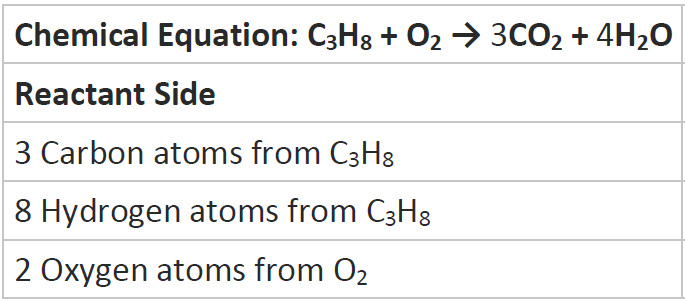 Chemical Equation: C₃H₈ + O₂ → 3CO₂ + 4H₂O
Reactant Side
3 Carbon atoms from C₃H₈
8 Hydrogen atoms from C₃H₈
2 Oxygen atoms from O₂